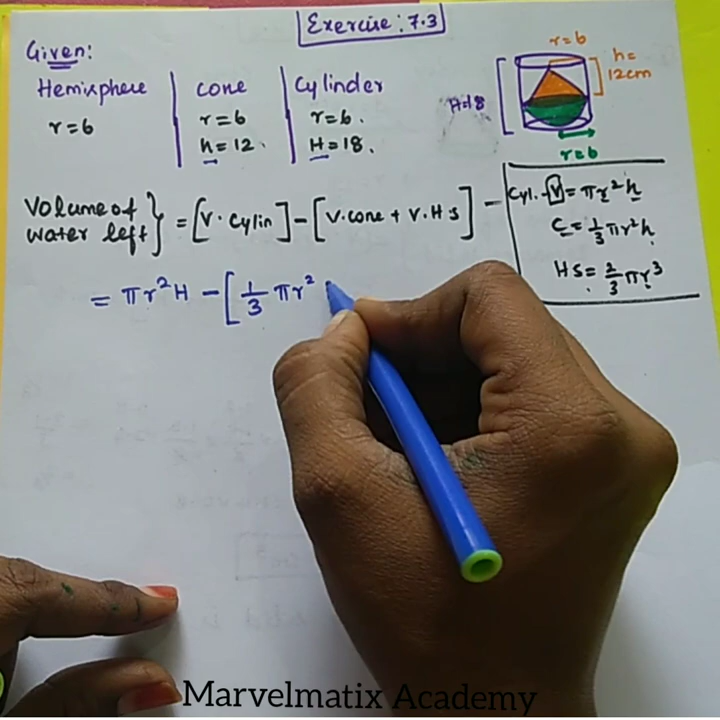 Exercise: 7.3
Given:
Hemisphere | cone | Cylinder
r=6 | r=6 | r=6.
h=12. | H=18.
r=6
h=
12cm
H=18
r=6
Volume of
water left} = [V. Cylin] - [V.cone + V.HS] -
Cyl. - V = πr²h
C = 1/3 πr²h
HS = 2/3 πr³
= πr²H - [1/3 πr²
Marvelmatix Academy